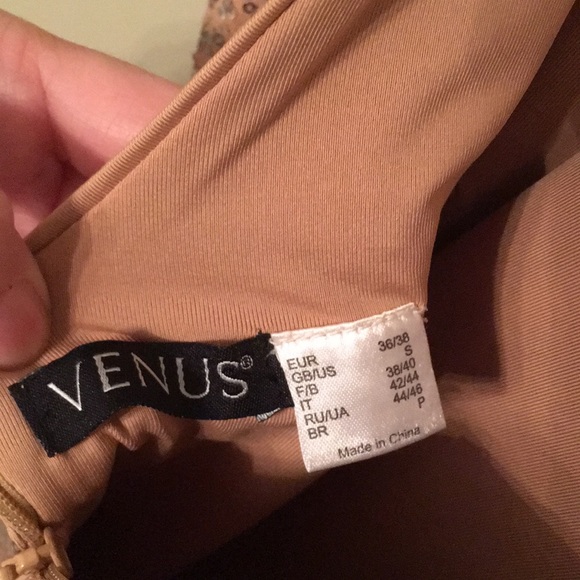 VENUS®
EUR 36/38
GB/US S
F/B 38/40
IT 42/44
RU/UA 44/46
BR P
Made in China